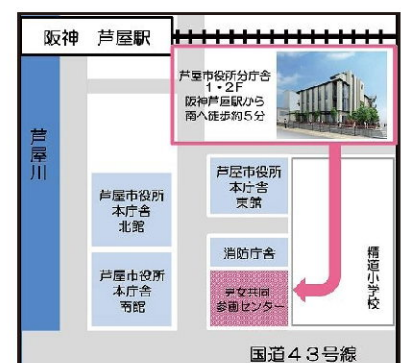 阪神 芦屋駅
芦屋市役所分庁舎
1・2F
阪神芦屋駅から
南へ徒歩約5分
芦屋川
芦屋市役所
本庁舎
北館
芦屋市役所
本庁舎
東館
芦屋市役所
本庁舎
南館
消防庁舎
男女共同
参画センター
精道小学校
国道43号線